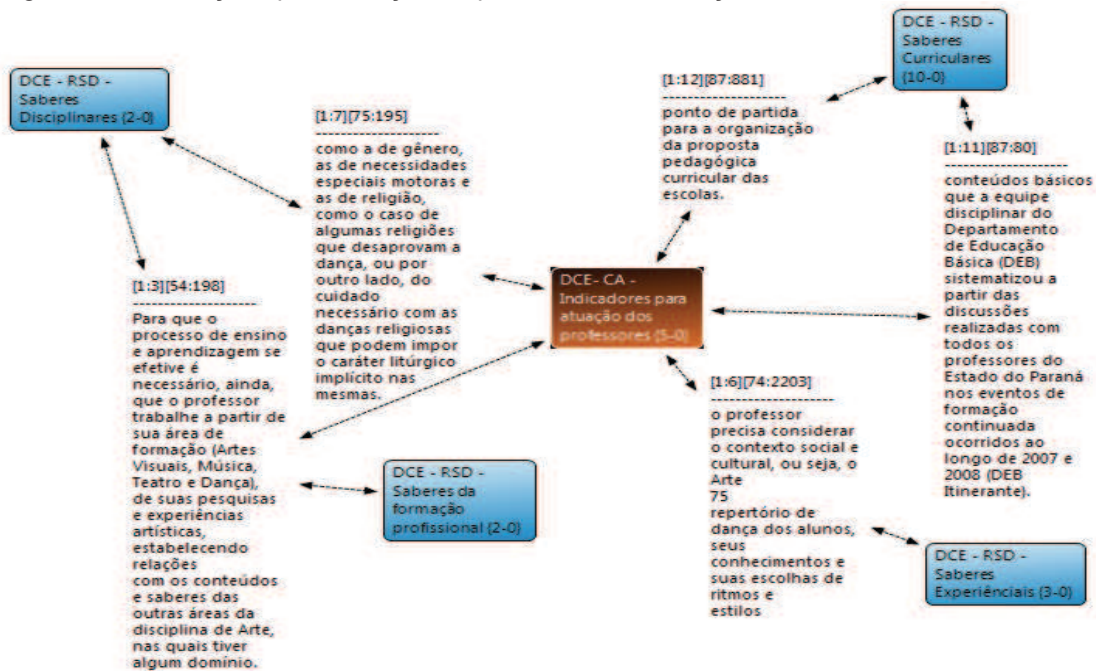 DCE - RSD -
Saberes
Disciplinares {2-0}
[1:7][75:195]
--------------------
como a de gênero,
as de necessidades
especiais motoras e
as de religião,
como o caso de
algumas religiões
que desaprovam a
dança, ou por
outro lado, do
cuidado
necessário com as
danças religiosas
que podem impor
o caráter litúrgico
implícito nas
mesmas.
[1:12][87:881]
--------------------
ponto de partida
para a organização
da proposta
pedagógica
curricular das
escolas.
DCE - RSD -
Saberes
Curriculares
{10-0}
[1:11][87:80]
--------------------
conteúdos básicos
que a equipe
disciplinar do
Departamento
de Educação
Básica (DEB)
sistematizou a
partir das
discussões
realizadas com
todos os
professores do
Estado do Paraná
nos eventos de
formação
continuada
ocorridos ao
longo de 2007 e
2008 (DEB
Itinerante).
[1:3][54:198]
--------------------
Para que o
processo de ensino
e aprendizagem se
efetive é
necessário, ainda,
que o professor
trabalhe a partir de
sua área de
formação (Artes
Visuais, Música,
Teatro e Dança),
de suas pesquisas
e experiências
artísticas,
estabelecendo
relações
com os conteúdos
e saberes das
outras áreas da
disciplina de Arte,
nas quais tiver
algum domínio.
DCE- CA -
Indicadores para
atuação dos
professores {5-0}
DCE - RSD -
Saberes da
formação
profissional {2-0}
[1:6][74:2203]
--------------------
o professor
precisa considerar
o contexto social e
cultural, ou seja, o
Arte
75
repertório de
dança dos alunos,
seus
conhecimentos e
suas escolhas de
ritmos e
estilos
DCE - RSD -
Saberes
Experiênciais {3-0}